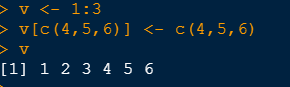 > v <- 1:3
> v[c(4,5,6)] <- c(4,5,6)
> v
[1] 1 2 3 4 5 6